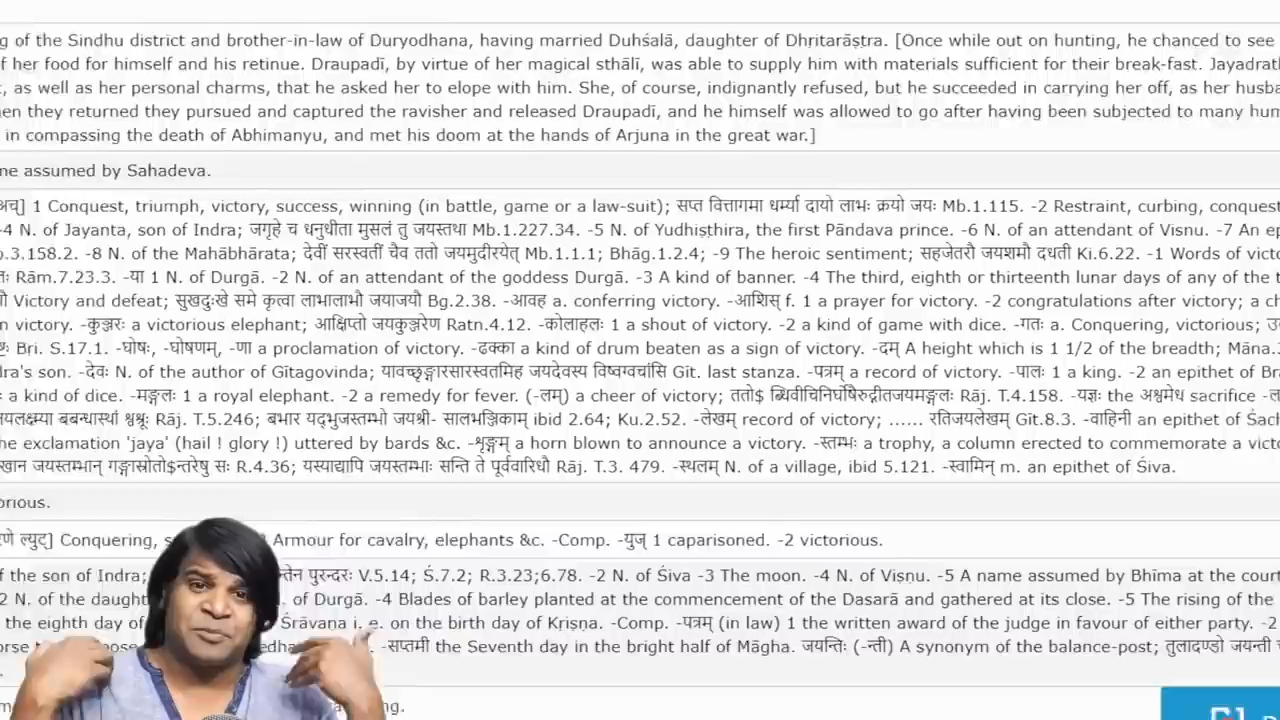 g of the Sindhu district and brother-in-law of Duryodhana, having married Duhśalā, daughter of Dhṛitarāṣṭra. [Once while out on hunting, he chanced to see
f her food for himself and his retinue. Draupadī, by virtue of her magical sthālī, was able to supply him with materials sufficient for their break-fast. Jayadrath
, as well as her personal charms, that he asked her to elope with him. She, of course, indignantly refused, but he succeeded in carrying her off, as her husba
en they returned they pursued and captured the ravisher and released Draupadī, and he himself was allowed to go after having been subjected to many hum
in compassing the death of Abhimanyu, and met his doom at the hands of Arjuna in the great war.]
me assumed by Sahadeva.
अच्] 1 Conquest, triumph, victory, success, winning (in battle, game or a law-suit); सप्त वित्तागमा धर्म्या दायो लाभः क्रयो जयः Mb.1.115. -2 Restraint, curbing, conquest
-4 N. of Jayanta, son of Indra; जगृहे च धनुधीता मुसलं तु जयस्तथा Mb.1.227.34. -5 N. of Yudhiṣṭhira, the first Pāndava prince. -6 N. of an attendant of Viṣnu. -7 An ep
.3.158.2. -8 N. of the Mahābhārata; देवीं सरस्वतीं चैव ततो जयमुदीरयेत् Mb.1.1.1; Bhāg.1.2.4; -9 The heroic sentiment; सहजेतरौ जयशमौ दधती Ki.6.22. -1 Words of victo
Rām.7.23.3. -या 1 N. of Durgā. -2 N. of an attendant of the goddess Durgā. -3 A kind of banner. -4 The third, eighth or thirteenth lunar days of any of the t
Victory and defeat; सुखदुःखे समे कृत्वा लाभालाभौ जयाजयौ Bg.2.38. -आवह a. conferring victory. -आशिस् f. 1 a prayer for victory. -2 congratulations after victory; a ch
n victory. -कुञ्जरः a victorious elephant; आक्षिप्तो जयकुञ्जरेण Ratn.4.12. -कोलाहलः 1 a shout of victory. -2 a kind of game with dice. -गतः a. Conquering, victorious;
Bṛi. S.17.1. -घोषः, -घोषणम्, -णा a proclamation of victory. -ढक्का a kind of drum beaten as a sign of victory. -दम् A height which is 1 1/2 of the breadth; Māna.
ra's son. -देवः N. of the author of Gītagovinda; यावच्छृङ्गारसारस्वतमिह जयदेवस्य विष्वग्वचांसि Gīt. last stanza. -पत्रम् a record of victory. -पालः 1 a king. -2 an epithet of Br
a kind of dice. -मङ्गलः 1 a royal elephant. -2 a remedy for fever. (-लम्) a cheer of victory; Rāj. T.4.158. -यज्ञः the अश्वमेध sacrifice
Rāj. T.5.246; बभार यद्भुजस्तम्भो जयश्री- सालभञ्जिकाम् ibid 2.64; Ku.2.52. -लेखम् record of victory; ...... रतिजयलेखम् Gīt.8.3. -वाहिनी an epithet of Śac
he exclamation 'jaya' (hail ! glory !) uttered by bards &c. -शृङ्गम् a horn blown to announce a victory. -स्तम्भः a trophy, a column erected to commemorate a victo
खान जयस्तम्भान् गङ्गास्रोतो$न्तरेषु सः R.4.36; यस्याद्यापि जयस्तम्भाः सन्ति ते पूर्ववारिधौ Rāj. T.3. 479. -स्थलम् N. of a village, ibid 5.121. -स्वामिन् m. an epithet of Śiva.
orious.
ल्युट्] Conquering, Armour for cavalry, elephants &c. -Comp. -युज् 1 caparisoned. -2 victorious.
f the son of Indra; पुरन्दरः V.5.14; Ś.7.2; R.3.23;6.78. -2 N. of Śiva -3 The moon. -4 N. of Viṣṇu. -5 A name assumed by Bhīma at the court
2 N. of the daught . of Durgā. -4 Blades of barley planted at the commencement of the Dasarā and gathered at its close. -5 The rising of the
the eighth day of Śrāvaṇa i. e. on the birth day of Kṛiṣṇa. -Comp. -पत्रम् (in law) 1 the written award of the judge in favour of either party. -2
-सप्तमी the Seventh day in the bright half of Māgha. जयन्तिः (-न्ती) A synonym of the balance-post; तुलादण्डो जयन्ती